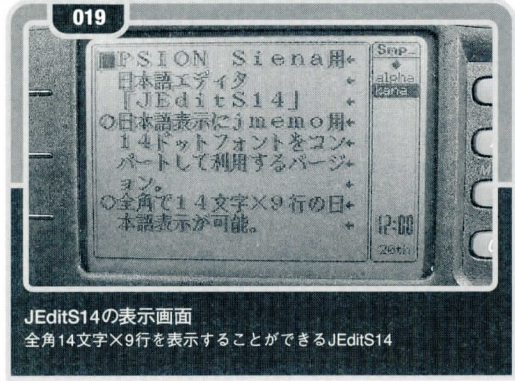 019
■PSION Siena用←
日本語エディタ←
『JEditS14』←
○日本語表示にjmemo用←
14ドットフォントをコン←
バートして利用するバージ←
ョン。←
○全角で14文字×9行の日←
本語表示が可能。←
Smp_
alpha
kana
12:00
20th
JEditS14の表示画面
全角14文字×9行を表示することができるJEditS14